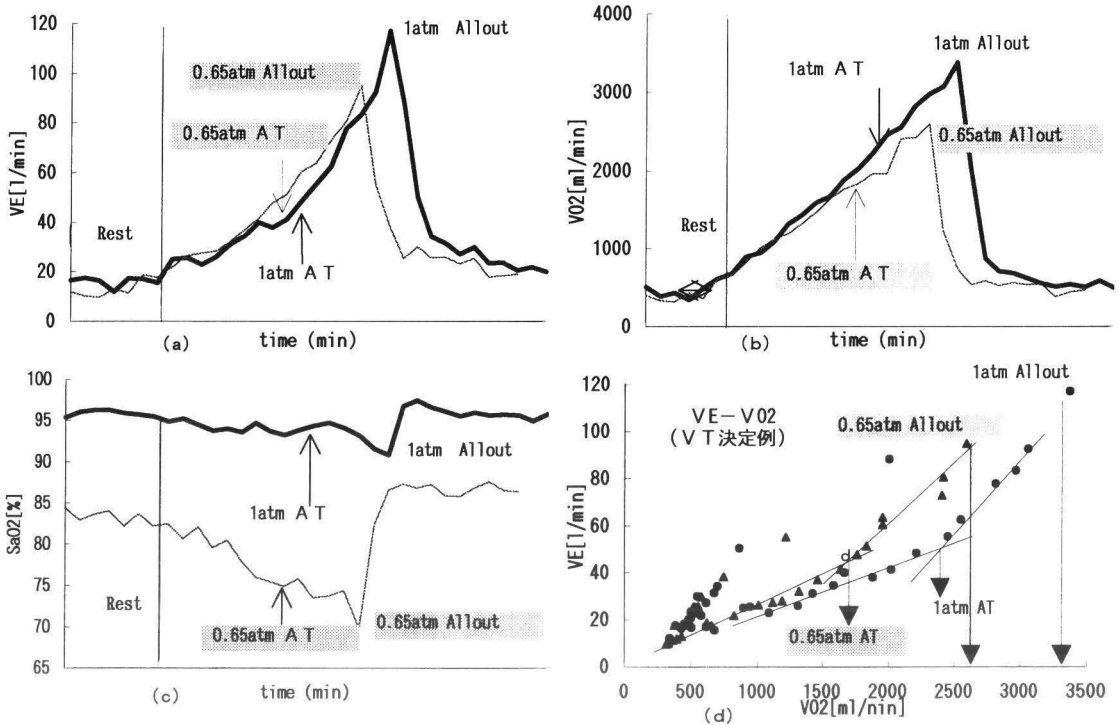 120
100
80
60
40
20
0
VE[l/min]
1atm Allout
0.65atm Allout
0.65atm AT
Rest
1atm AT
(a)
time (min)
4000
3000
2000
1000
0
VO2[ml/min]
1atm Allout
1atm AT
0.65atm Allout
Rest
0.65atm AT
(b)
time (min)
100
95
90
85
80
75
70
65
SaO2[%]
1atm Allout
1atm AT
Rest
0.65atm AT
0.65atm Allout
(c)
time (min)
120
100
80
60
40
20
0
VE[l/min]
1atm Allout
VE－VO2
(VT決定例)
0.65atm Allout
d
1atm AT
0.65atm AT
0 500 1000 1500 2000 2500 3000 3500
VO2[ml/nin]
(d)